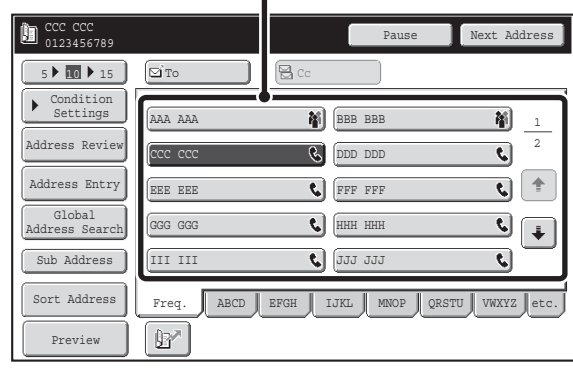 CCC CCC
0123456789
Pause
Next Address
5 10 15
To
Cc
Condition
Settings
Address Review
Address Entry
Global
Address Search
Sub Address
Sort Address
Preview
AAA AAA
BBB BBB
CCC CCC
DDD DDD
EEE EEE
FFF FFF
GGG GGG
HHH HHH
III III
JJJ JJJ
1
2
Freq.
ABCD
EFGH
IJKL
MNOP
QRSTU
VWXYZ
etc.